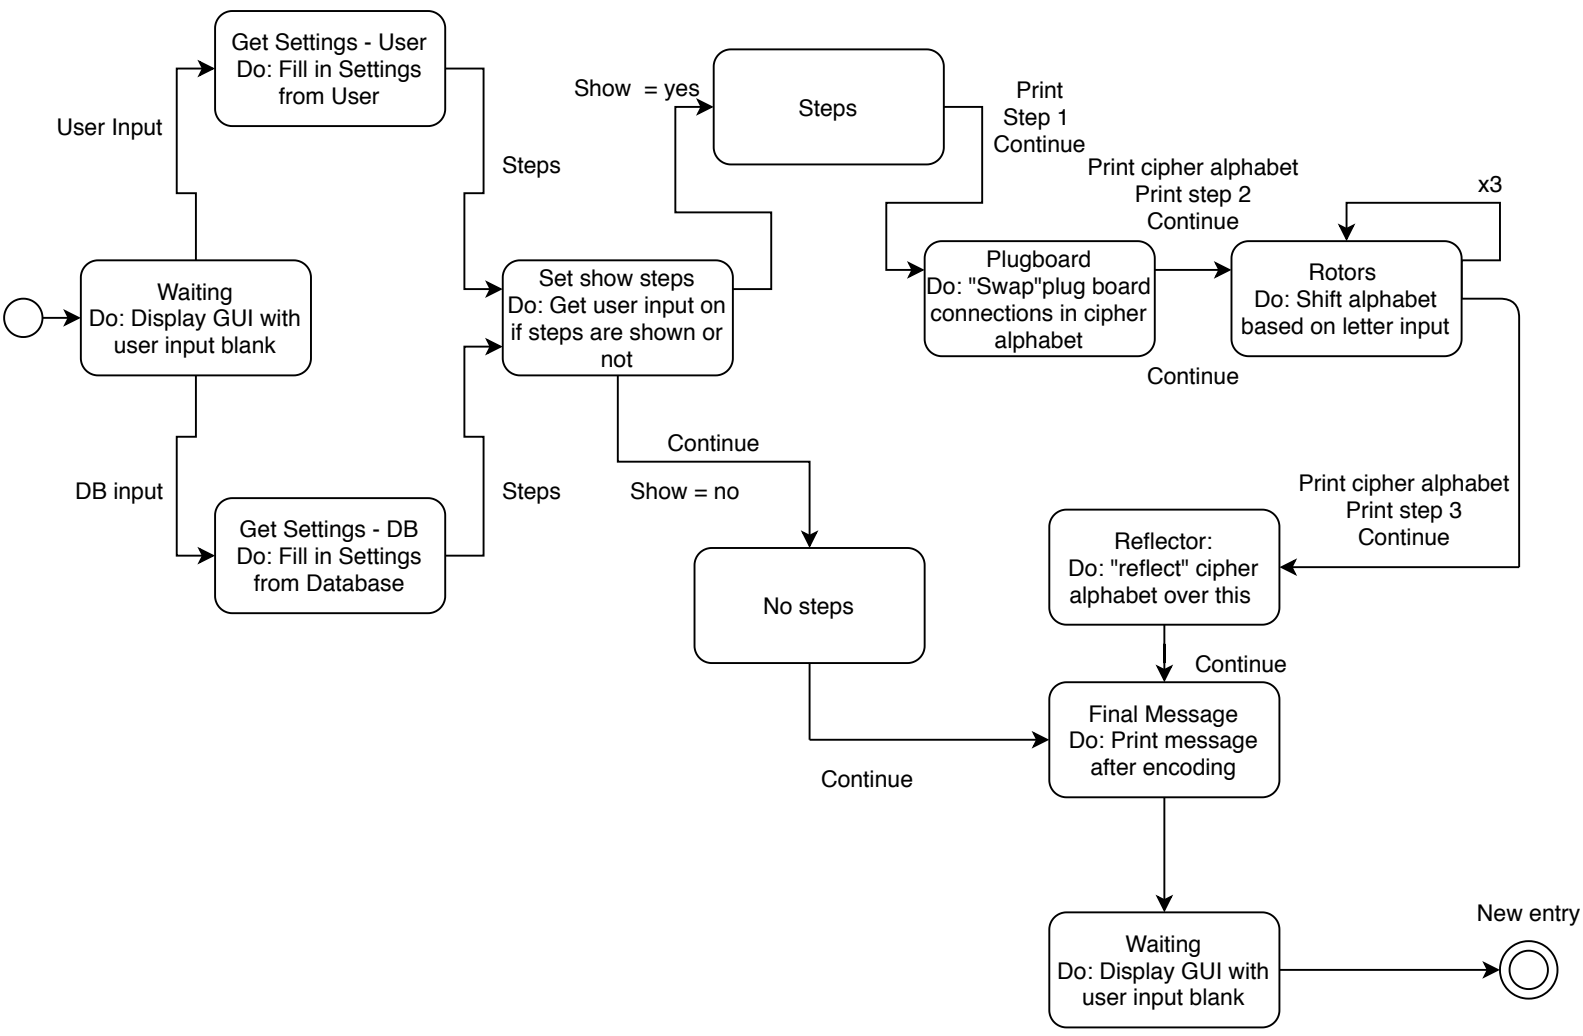 Get Settings - User
Do: Fill in Settings
from User
User Input
Steps
Waiting
Do: Display GUI with
user input blank
DB input
Get Settings - DB
Do: Fill in Settings
from Database
Steps
Set show steps
Do: Get user input on
if steps are shown or
not
Show  = yes
Steps
Print
Step 1
Continue
Plugboard
Do: "Swap"plug board
connections in cipher
alphabet
Print cipher alphabet
Print step 2
Continue
x3
Rotors
Do: Shift alphabet
based on letter input
Continue
Continue
Show = no
No steps
Continue
Print cipher alphabet
Print step 3
Continue
Reflector:
Do: "reflect" cipher
alphabet over this
Continue
Final Message
Do: Print message
after encoding
Waiting
Do: Display GUI with
user input blank
New entry